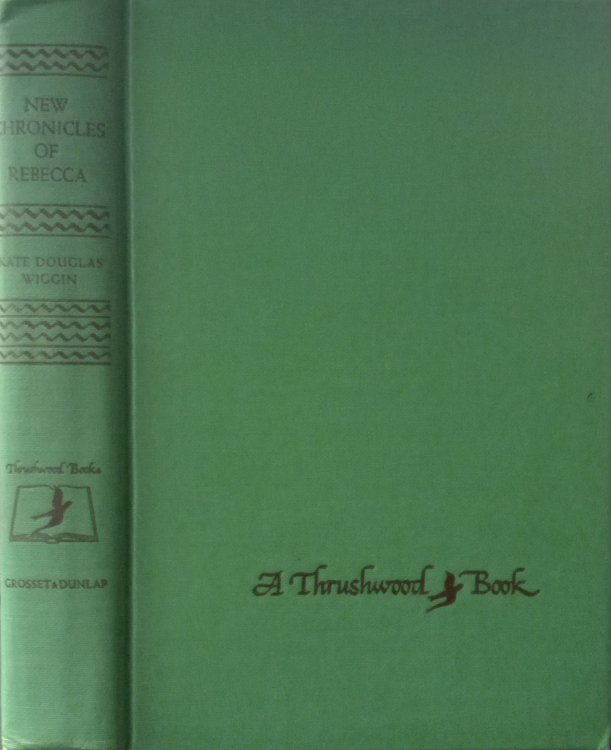 NEW
CHRONICLES
OF
REBECCA
KATE DOUGLAS
WIGGIN
Thrushwood Books
GROSSET & DUNLAP
A Thrushwood Book